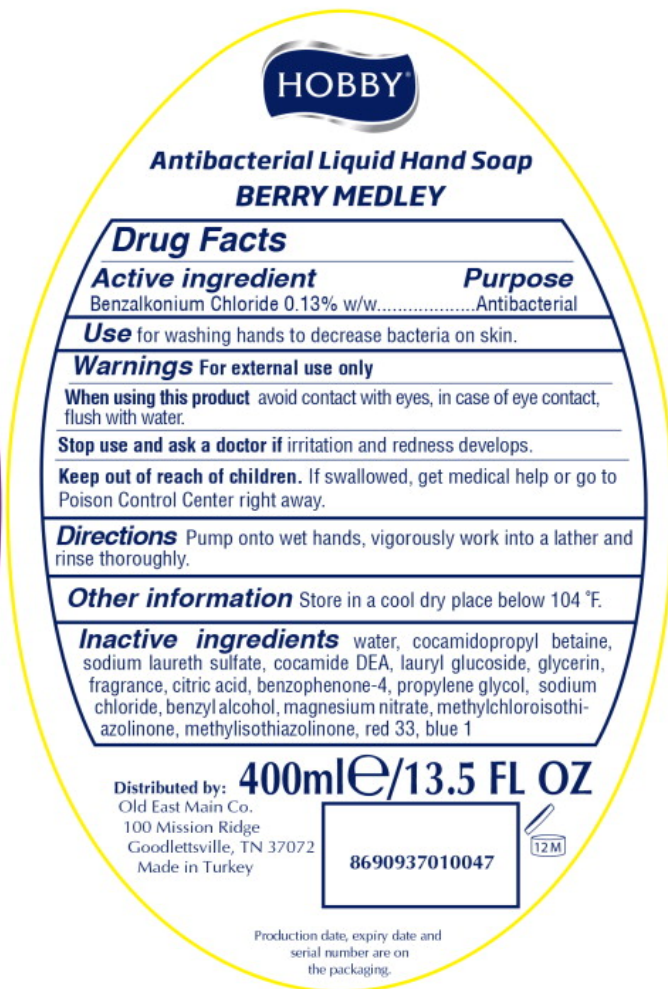 HOBBY®
Antibacterial Liquid Hand Soap
BERRY MEDLEY
Drug Facts
Active ingredient Purpose
Benzalkonium Chloride 0.13% w/w...................Antibacterial
Use for washing hands to decrease bacteria on skin.
Warnings For external use only
When using this product avoid contact with eyes, in case of eye contact,
flush with water.
Stop use and ask a doctor if irritation and redness develops.
Keep out of reach of children. If swallowed, get medical help or go to
Poison Control Center right away.
Directions Pump onto wet hands, vigorously work into a lather and
rinse thoroughly.
Other information Store in a cool dry place below 104 ˚F.
Inactive ingredients water, cocamidopropyl betaine,
sodium laureth sulfate, cocamide DEA, lauryl glucoside, glycerin,
fragrance, citric acid, benzophenone-4, propylene glycol, sodium
chloride, benzyl alcohol, magnesium nitrate, methylchloroisothi-
azolinone, methylisothiazolinone, red 33, blue 1
400ml℮/13.5 FL OZ
Distributed by:
Old East Main Co.
100 Mission Ridge
Goodlettsville, TN 37072
Made in Turkey
8690937010047
12 M
Production date, expiry date and
serial number are on
the packaging.